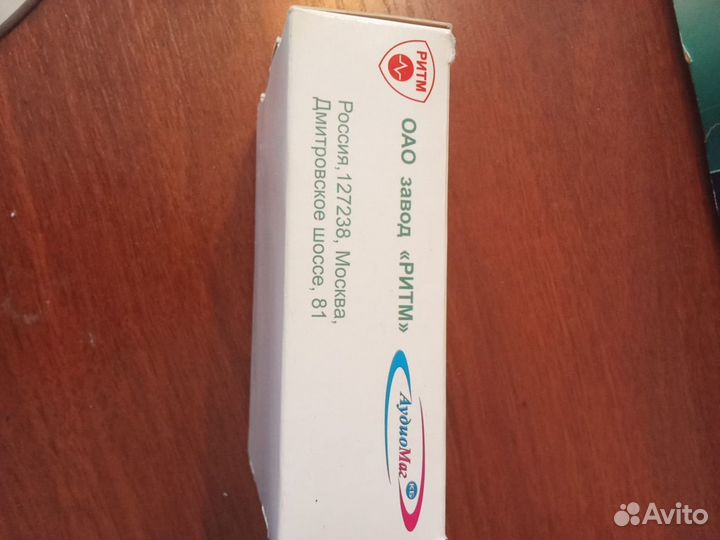 РИТМ
ОАО завод «РИТМ»
Россия,127238, Москва,
Дмитровское шоссе, 81
АудиоМаг
Avito